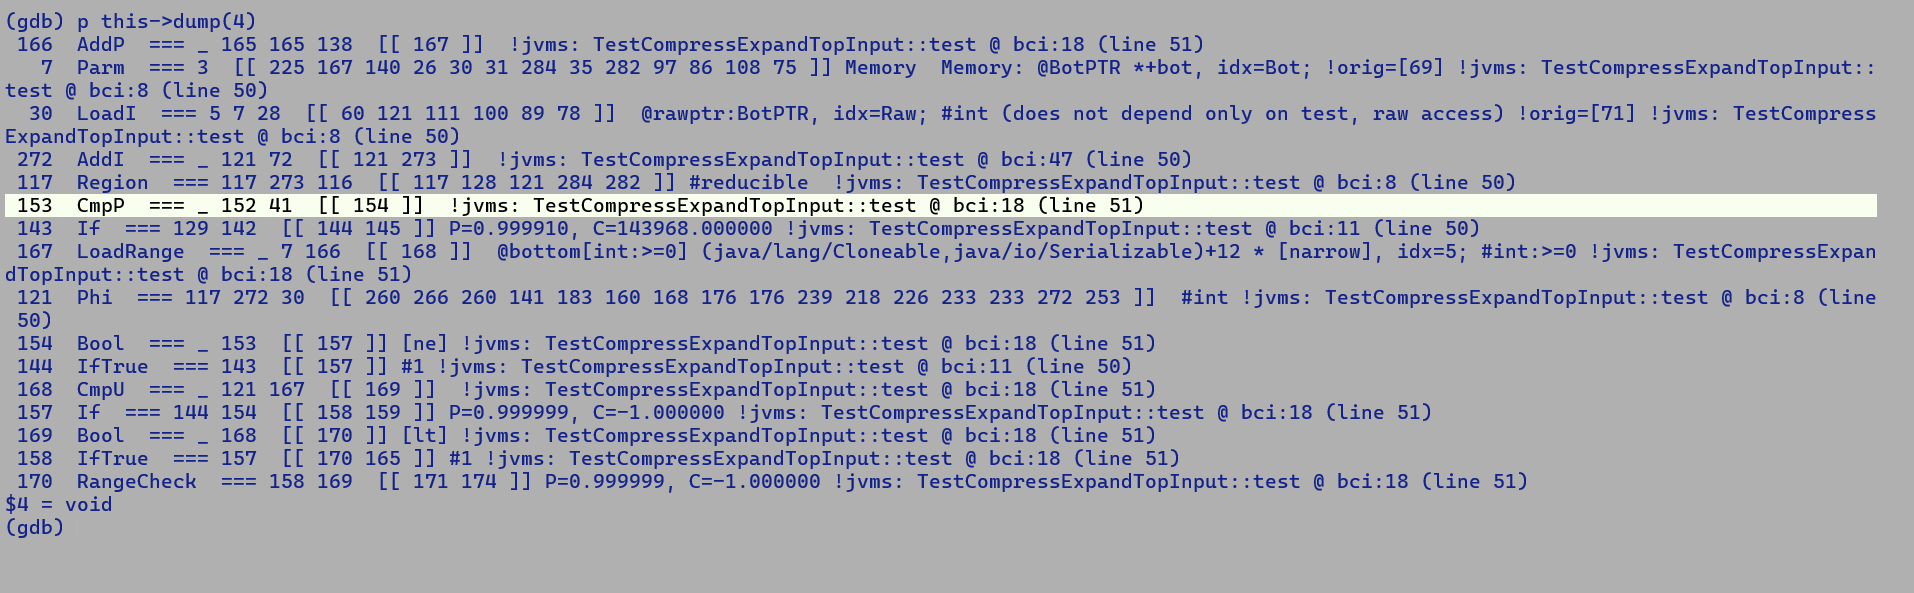 (gdb) p this->dump(4)
 166  AddP  === _ 165 165 138  [[ 167 ]]  !jvms: TestCompressExpandTopInput::test @ bci:18 (line 51)
   7  Parm  === 3  [[ 225 167 140 26 30 31 284 35 282 97 86 108 75 ]] Memory  Memory: @BotPTR *+bot, idx=Bot; !orig=[69] !jvms: TestCompressExpandTopInput::
test @ bci:8 (line 50)
  30  LoadI  === 5 7 28  [[ 60 121 111 100 89 78 ]]  @rawptr:BotPTR, idx=Raw; #int (does not depend only on test, raw access) !orig=[71] !jvms: TestCompress
ExpandTopInput::test @ bci:8 (line 50)
 272  AddI  === _ 121 72  [[ 121 273 ]]  !jvms: TestCompressExpandTopInput::test @ bci:47 (line 50)
 117  Region  === 117 273 116  [[ 117 128 121 284 282 ]] #reducible  !jvms: TestCompressExpandTopInput::test @ bci:8 (line 50)
 153  CmpP  === _ 152 41  [[ 154 ]]  !jvms: TestCompressExpandTopInput::test @ bci:18 (line 51)
 143  If  === 129 142  [[ 144 145 ]] P=0.999910, C=143968.000000 !jvms: TestCompressExpandTopInput::test @ bci:11 (line 50)
 167  LoadRange  === _ 7 166  [[ 168 ]]  @bottom[int:>=0] (java/lang/Cloneable,java/io/Serializable)+12 * [narrow], idx=5; #int:>=0 !jvms: TestCompressExpan
dTopInput::test @ bci:18 (line 51)
 121  Phi  === 117 272 30  [[ 260 266 260 141 183 160 168 176 176 239 218 226 233 233 272 253 ]]  #int !jvms: TestCompressExpandTopInput::test @ bci:8 (line
 50)
 154  Bool  === _ 153  [[ 157 ]] [ne] !jvms: TestCompressExpandTopInput::test @ bci:18 (line 51)
 144  IfTrue  === 143  [[ 157 ]] #1 !jvms: TestCompressExpandTopInput::test @ bci:11 (line 50)
 168  CmpU  === _ 121 167  [[ 169 ]]  !jvms: TestCompressExpandTopInput::test @ bci:18 (line 51)
 157  If  === 144 154  [[ 158 159 ]] P=0.999999, C=-1.000000 !jvms: TestCompressExpandTopInput::test @ bci:18 (line 51)
 169  Bool  === _ 168  [[ 170 ]] [lt] !jvms: TestCompressExpandTopInput::test @ bci:18 (line 51)
 158  IfTrue  === 157  [[ 170 165 ]] #1 !jvms: TestCompressExpandTopInput::test @ bci:18 (line 51)
 170  RangeCheck  === 158 169  [[ 171 174 ]] P=0.999999, C=-1.000000 !jvms: TestCompressExpandTopInput::test @ bci:18 (line 51)
$4 = void
(gdb)